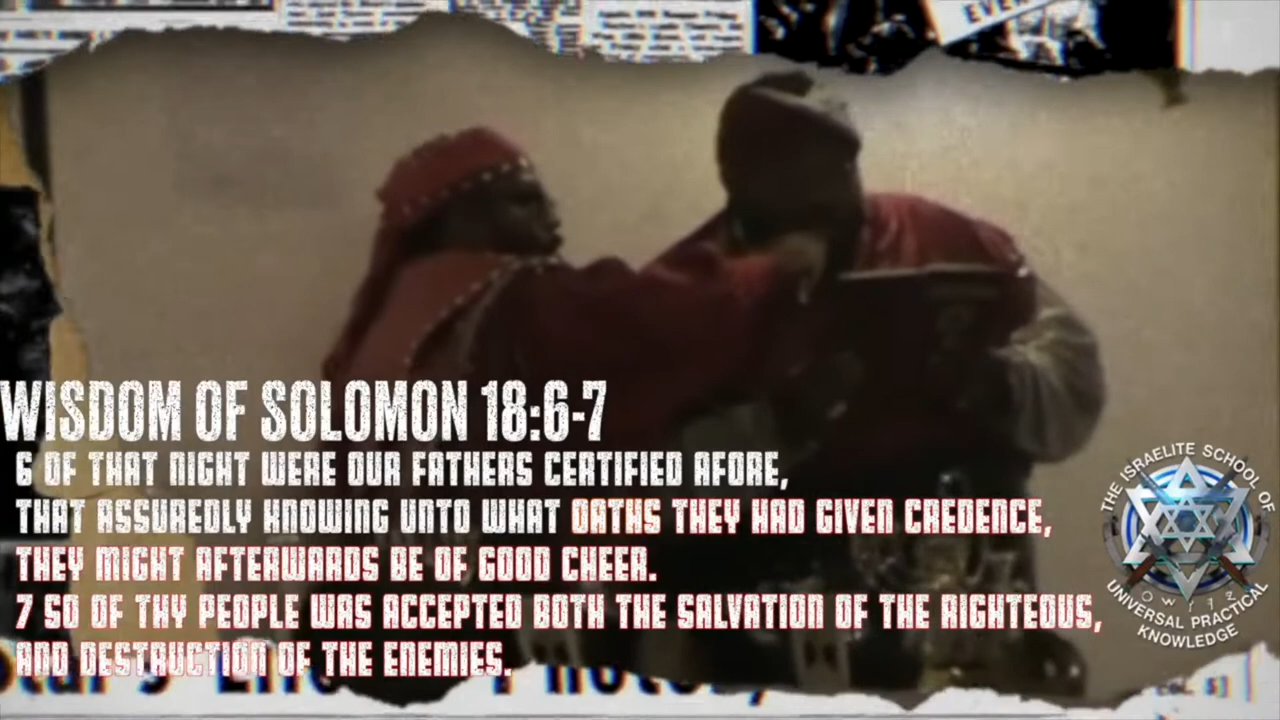 EVE
WISDOM OF SOLOMON 18:6-7
6 OF THAT NIGHT WERE OUR FATHERS CERTIFIED AFORE,
THAT ASSUREDLY KNOWING UNTO WHAT OATHS THEY HAD GIVEN CREDENCE,
THEY MIGHT AFTERWARDS BE OF GOOD CHEER.
7 SO OF THY PEOPLE WAS ACCEPTED BOTH THE SALVATION OF THE RIGHTEOUS,
AND DESTRUCTION OF THE ENEMIES.
THE ISRAELITE SCHOOL OF
UNIVERSAL PRACTICAL
KNOWLEDGE